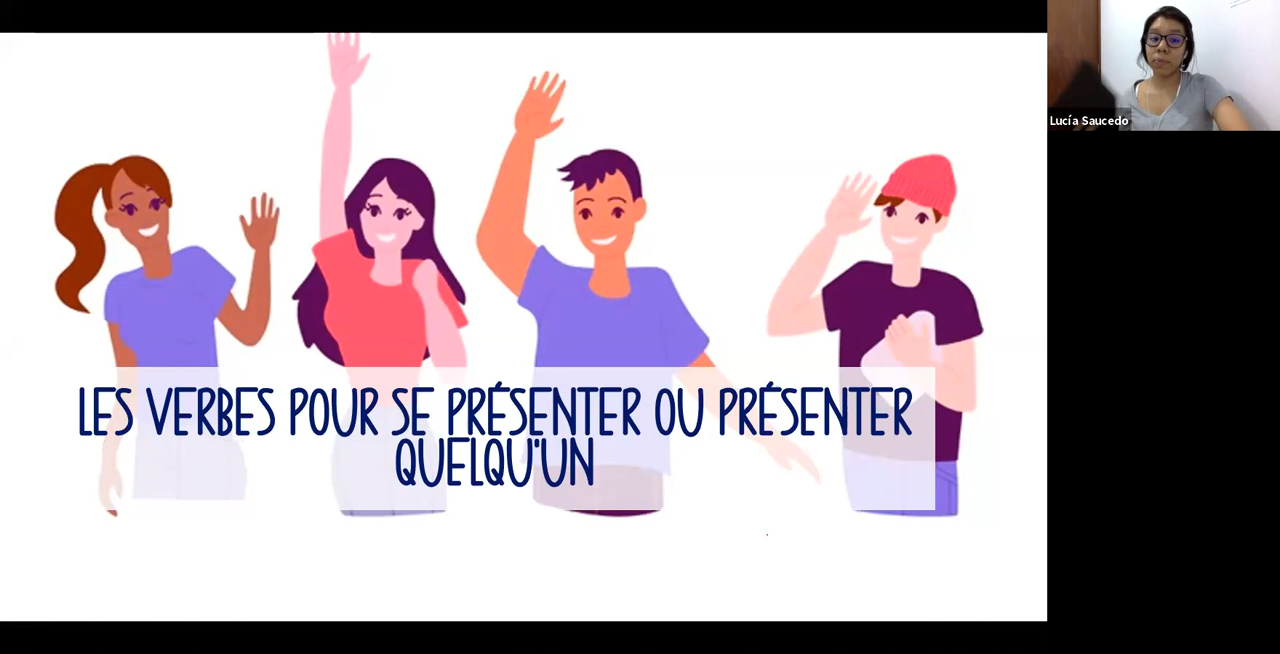 LES VERBES POUR SE PRÉSENTER OU PRÉSENTER
QUELQU"UN
Lucía Saucedo